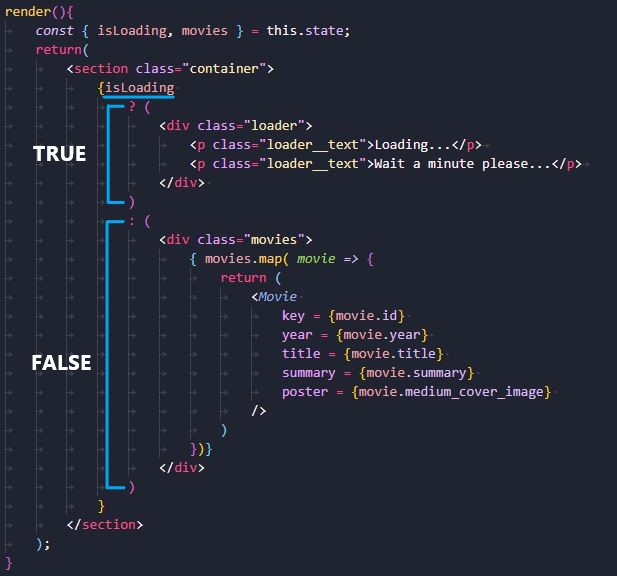 render(){
const { isLoading, movies } = this.state;
return(
<section class="container">
{isLoading
? (
<div class="loader">
TRUE
<p class="loader__text">Loading...</p>
<p class="loader__text">Wait a minute please...</p>
</div>
)
: (
<div class="movies">
{ movies.map( movie => {
return (
<Movie
key = {movie.id}
year = {movie.year}
title = {movie.title}
FALSE
summary = {movie.summary}
poster = {movie.medium_cover_image}
/>
)
})}
</div>
)
}
</section>
);
}